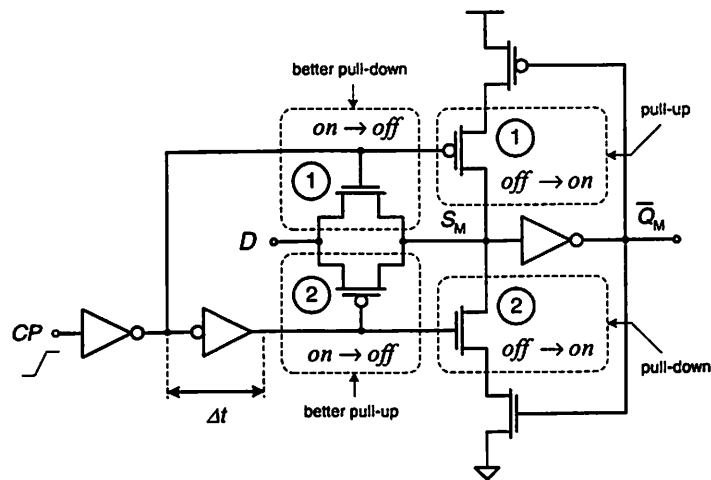 better pull-down
on → off
pull-up
1
1
off → on
D
S_M
Q̅_M
2
2
CP
on → off
off → on
pull-down
Δt
better pull-up